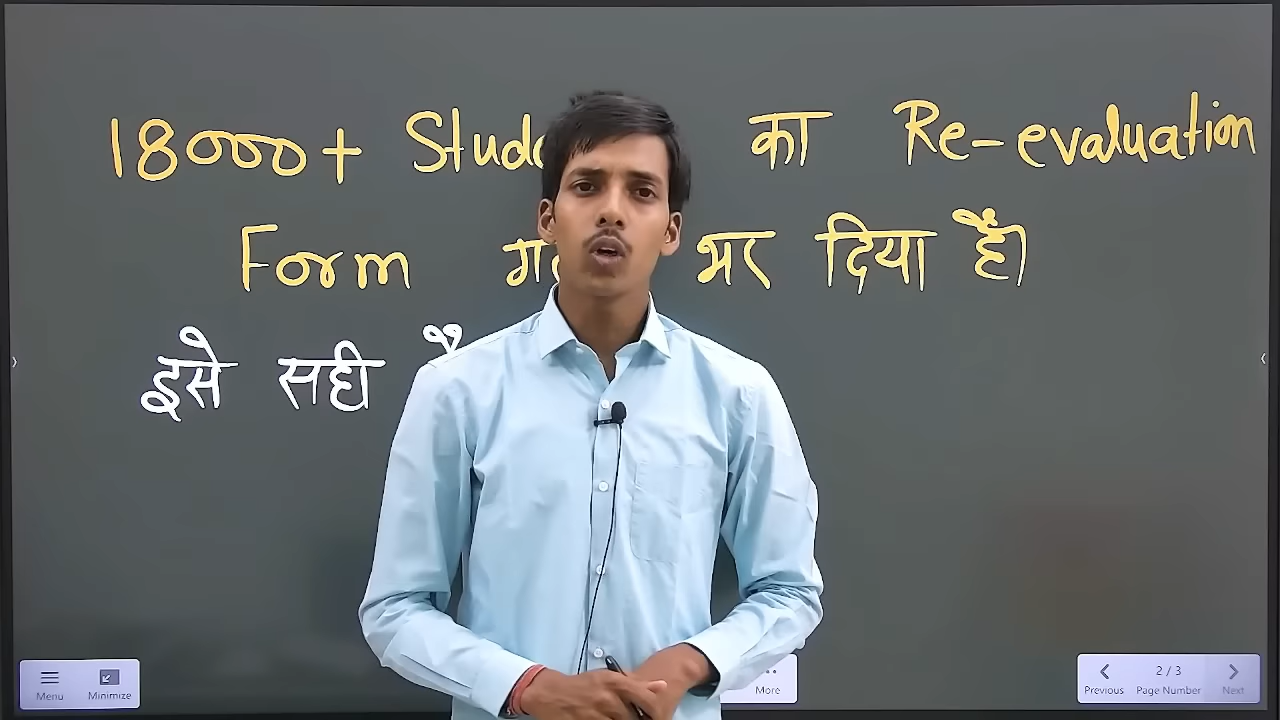 18000+ का Re-evaluation
Form भर दिया है।
इसे सही
Menu Minimize More Previous 2 / 3 Page Number Next